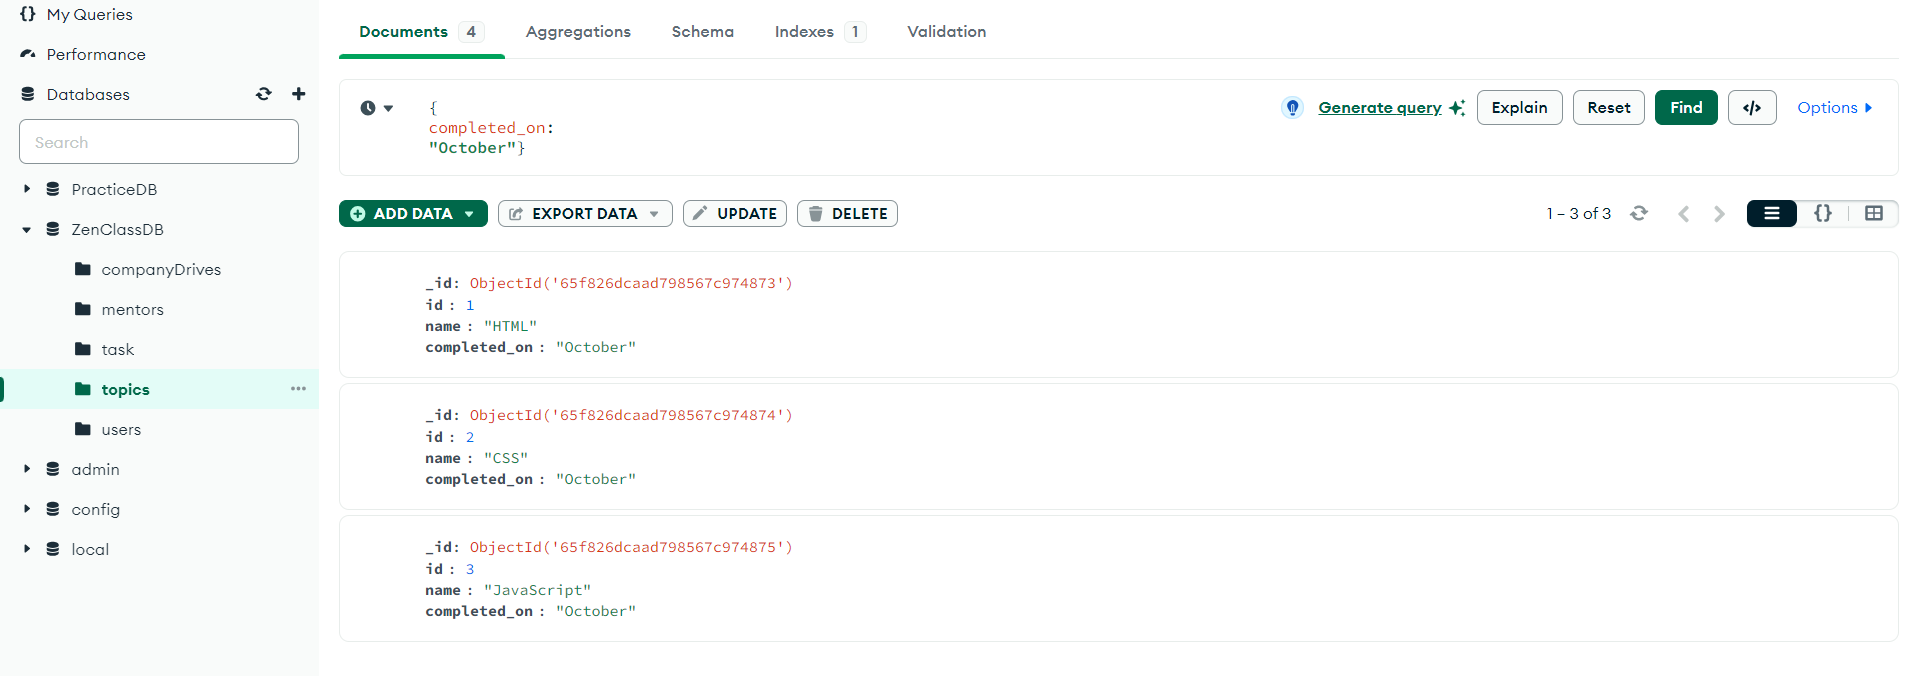 My Queries
Performance
Databases
Search
PracticeDB
ZenClassDB
companyDrives
mentors
task
topics
users
admin
config
local
Documents 4 Aggregations Schema Indexes 1 Validation
{
completed_on:
"October"}
Generate query Explain Reset Find </> Options
ADD DATA EXPORT DATA UPDATE DELETE 1 – 3 of 3 {}
_id: ObjectId('65f826dcaad798567c974873')
id : 1
name : "HTML"
completed_on : "October"
_id: ObjectId('65f826dcaad798567c974874')
id : 2
name : "CSS"
completed_on : "October"
_id: ObjectId('65f826dcaad798567c974875')
id : 3
name : "JavaScript"
completed_on : "October"